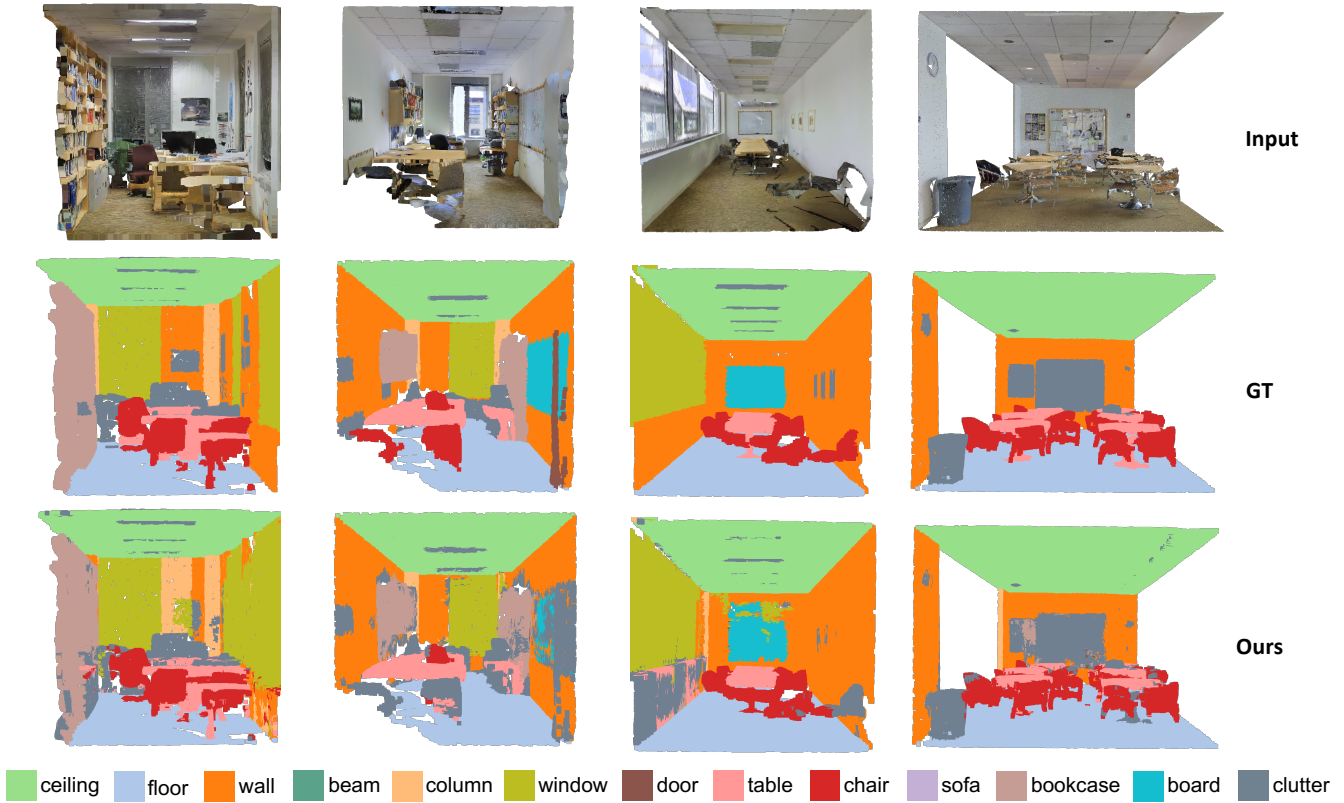 Input
GT
Ours
ceiling floor wall beam column window door table chair sofa bookcase board clutter